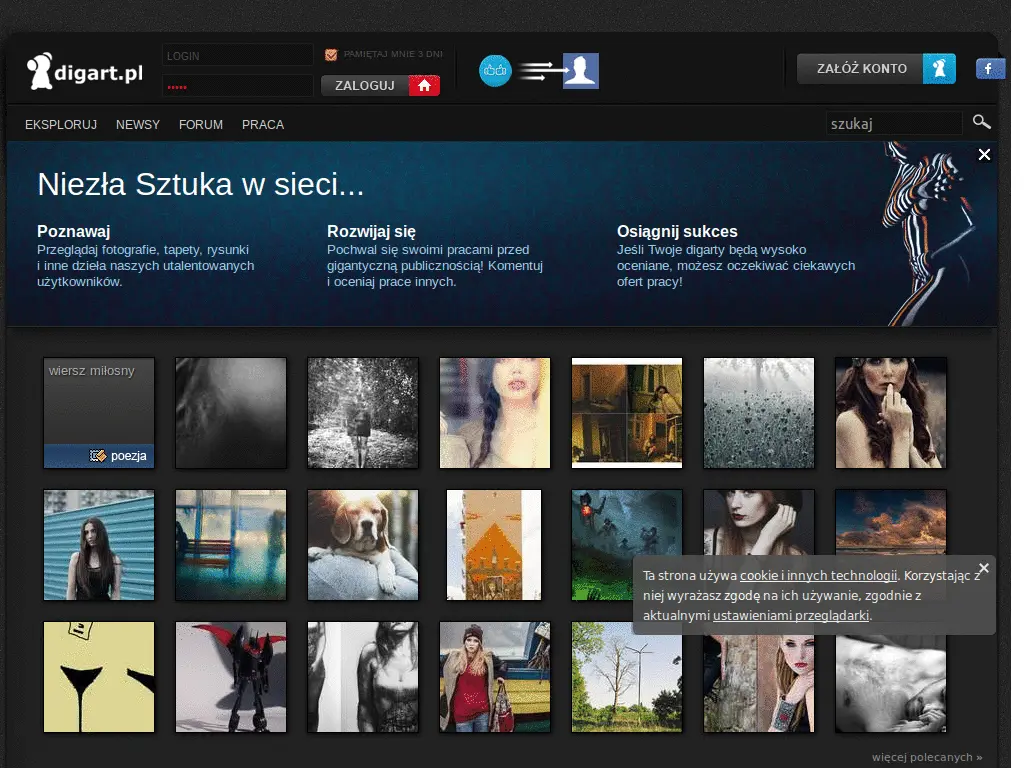 digart.pl
LOGIN
PAMIĘTAJ MNIE 3 DNI
ZALOGUJ
ZAŁÓŻ KONTO
f
EKSPLORUJ NEWSY FORUM PRACA
szukaj
Niezła Sztuka w sieci...
Poznawaj
Przeglądaj fotografie, tapety, rysunki
i inne dzieła naszych utalentowanych
użytkowników.
Rozwijaj się
Pochwal się swoimi pracami przed
gigantyczną publicznością! Komentuj
i oceniaj prace innych.
Osiągnij sukces
Jeśli Twoje digarty będą wysoko
oceniane, możesz oczekiwać ciekawych
ofert pracy!
wiersz miłosny
poezja
Ta strona używa cookie i innych technologii. Korzystając z
niej wyrażasz zgodę na ich używanie, zgodnie z
aktualnymi ustawieniami przeglądarki.
więcej polecanych »